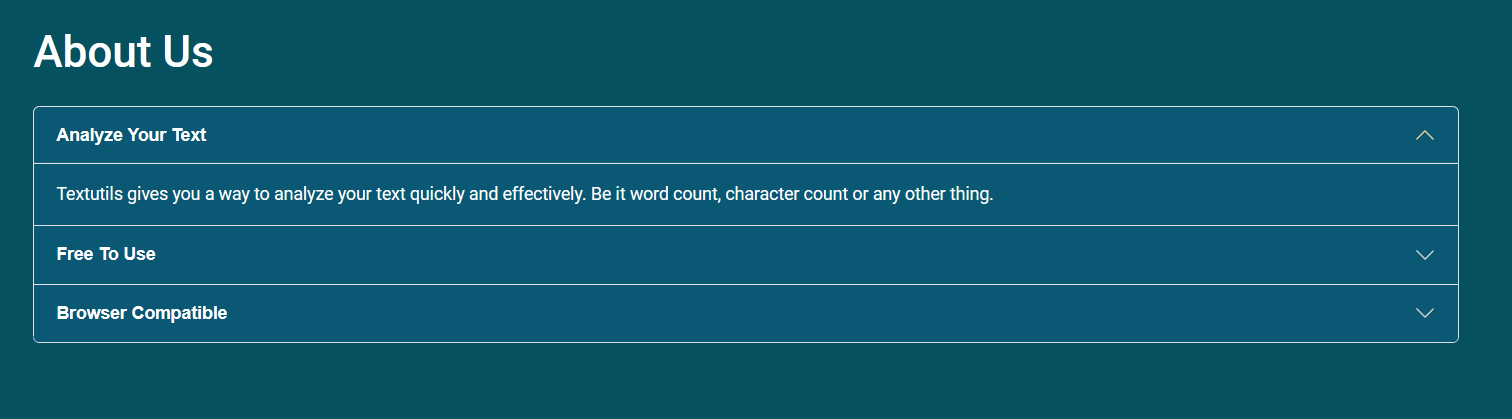 About Us
Analyze Your Text
Textutils gives you a way to analyze your text quickly and effectively. Be it word count, character count or any other thing.
Free To Use
Browser Compatible